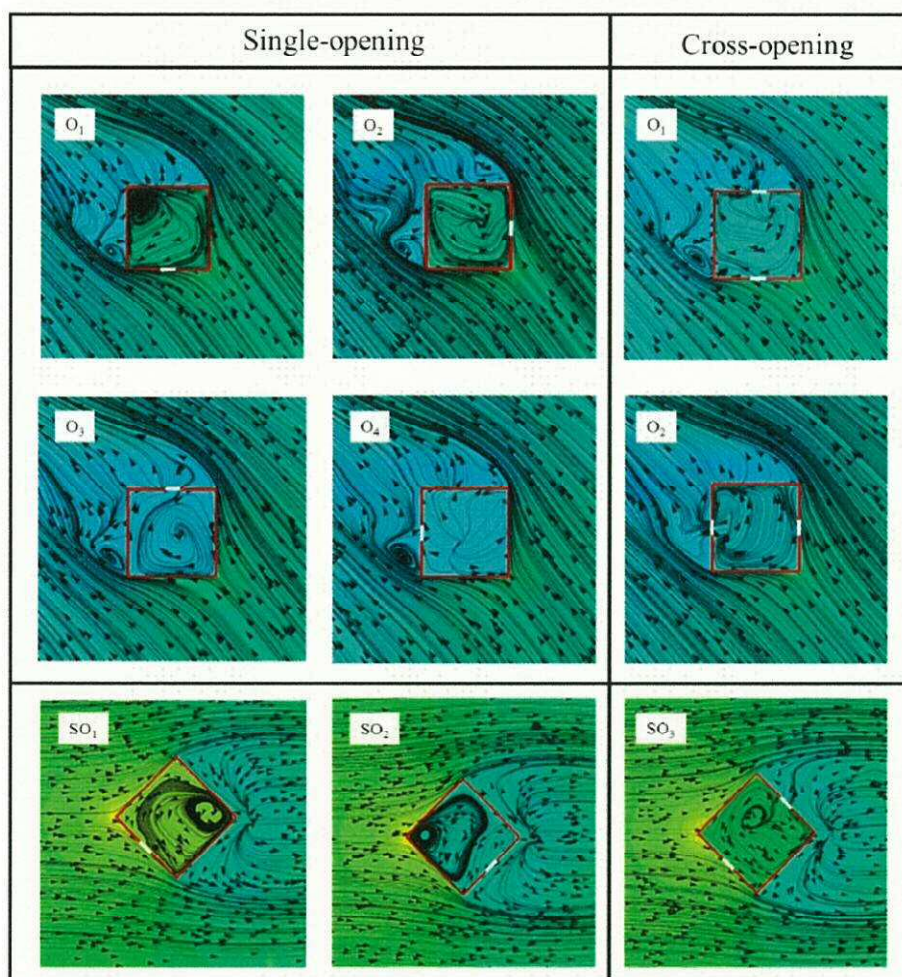 Single-opening
Cross-opening
O₁
O₂
O₁
O₃
O₄
O₂
SO₁
SO₂
SO₃